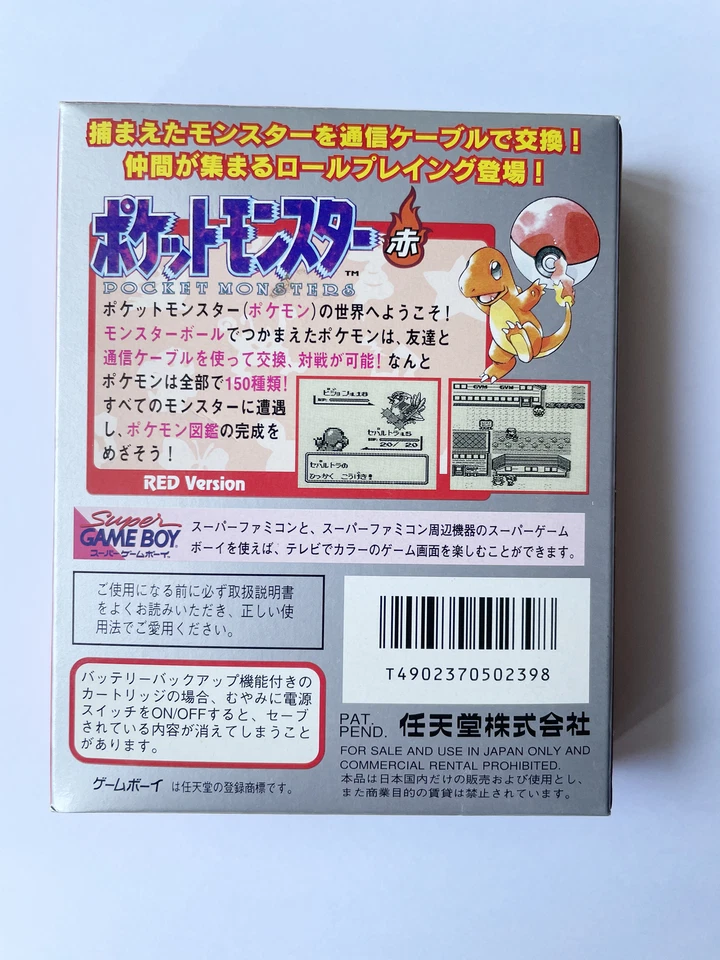 捕まえたモンスターを通信ケーブルで交換！
仲間が集まるロールプレイング登場！
ポケットモンスター 赤
TM
POCKET MONSTERS
ポケットモンスター(ポケモン)の世界へようこそ！
モンスターボールでつかまえたポケモンは、友達と
通信ケーブルを使って交換、対戦が可能！なんと
ポケモンは全部で150種類！
すべてのモンスターに遭遇
し、ポケモン図鑑の完成を
めざそう！
RED Version
20/20
こうげき！
GYM GYM
Super
GAME BOY
スーパーゲームボーイ
スーパーファミコンと、スーパーファミコン周辺機器のスーパーゲーム
ボーイを使えば、テレビでカラーのゲーム画面を楽しむことができます。
ご使用になる前に必ず取扱説明書
をよくお読みいただき、正しい使
用法でご愛用ください。
バッテリーバックアップ機能付きの
カートリッジの場合、むやみに電源
スイッチをON/OFFすると、セーブ
されている内容が消えてしまうこと
があります。
ゲームボーイ は任天堂の登録商標です。
T4902370502398
PAT.
PEND. 任天堂株式会社
FOR SALE AND USE IN JAPAN ONLY AND
COMMERCIAL RENTAL PROHIBITED.
本品は日本国内だけの販売および使用とし、
また商業目的の賃貸は禁止されています。